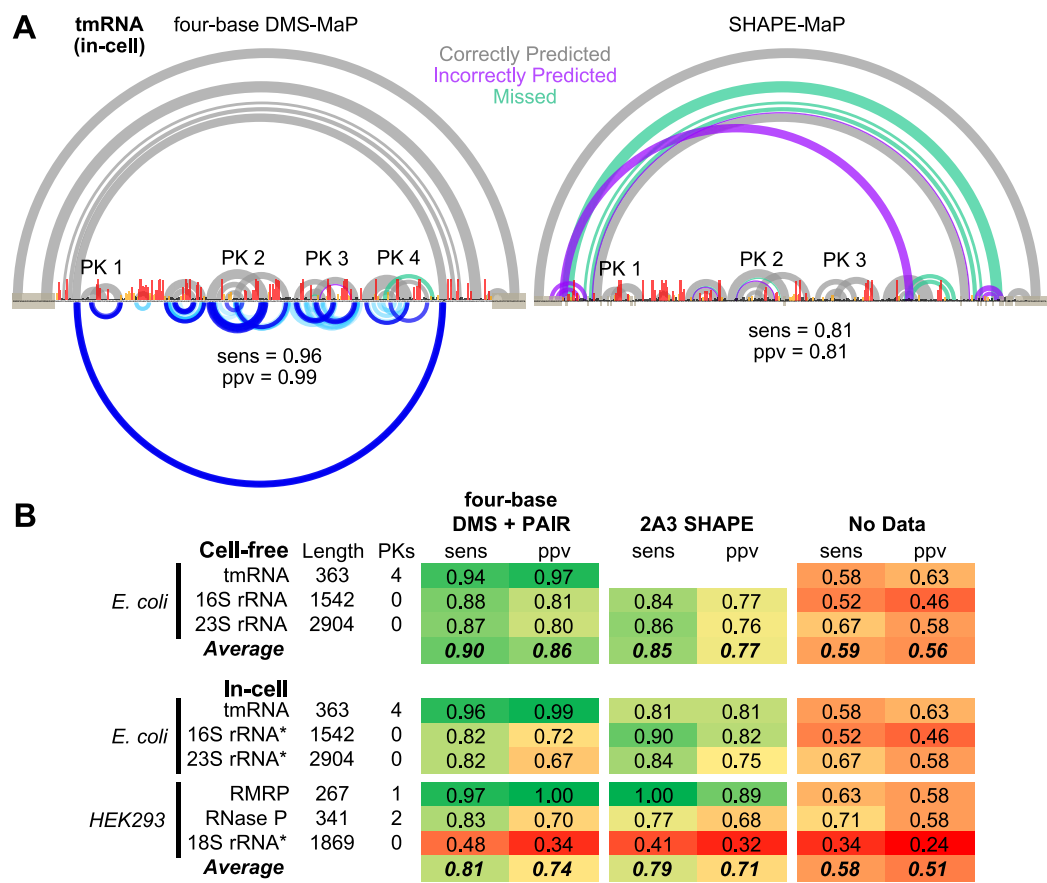 A
tmRNA
(in-cell)
four-base DMS-MaP
SHAPE-MaP
Correctly Predicted
Incorrectly Predicted
Missed
PK 1
PK 2
PK 3
PK 4
PK 1
PK 2
PK 3
sens = 0.96
ppv = 0.99
sens = 0.81
ppv = 0.81
B
four-base
DMS + PAIR 2A3 SHAPE No Data
Cell-free Length PKs sens ppv sens ppv sens ppv
E. coli
tmRNA 363 4 0.94 0.97 0.58 0.63
16S rRNA 1542 0 0.88 0.81 0.84 0.77 0.52 0.46
23S rRNA 2904 0 0.87 0.80 0.86 0.76 0.67 0.58
Average 0.90 0.86 0.85 0.77 0.59 0.56
In-cell
E. coli
tmRNA 363 4 0.96 0.99 0.81 0.81 0.58 0.63
16S rRNA* 1542 0 0.82 0.72 0.90 0.82 0.52 0.46
23S rRNA* 2904 0 0.82 0.67 0.84 0.75 0.67 0.58
HEK293
RMRP 267 1 0.97 1.00 1.00 0.89 0.63 0.58
RNase P 341 2 0.83 0.70 0.77 0.68 0.71 0.58
18S rRNA* 1869 0 0.48 0.34 0.41 0.32 0.34 0.24
Average 0.81 0.74 0.79 0.71 0.58 0.51